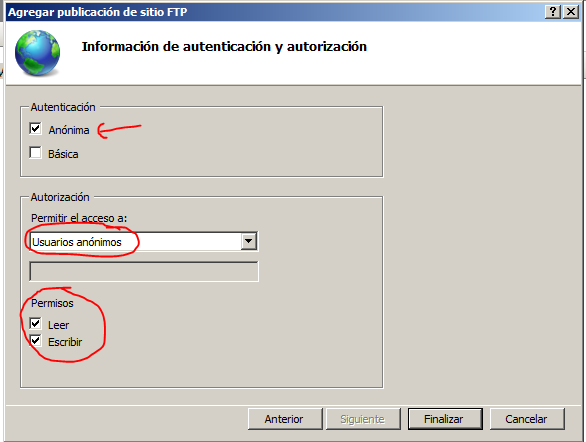 Agregar publicación de sitio FTP
Información de autenticación y autorización
Autenticación
Anónima
Básica
Autorización
Permitir el acceso a:
Usuarios anónimos
Permisos
Leer
Escribir
Anterior Siguiente Finalizar Cancelar